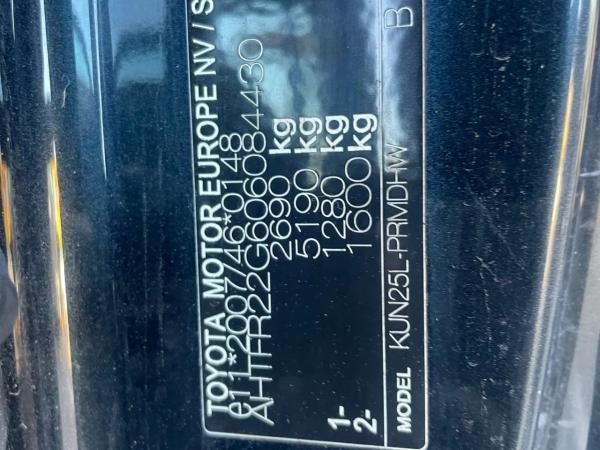 TOYOTA MOTOR EUROPE NV/S
e11*2007/46*0148
AHTFR22G606084430
2690 kg
5190 kg
1- 1280 kg
2- 1600 kg
MODEL KUN25L-PRMDHW B